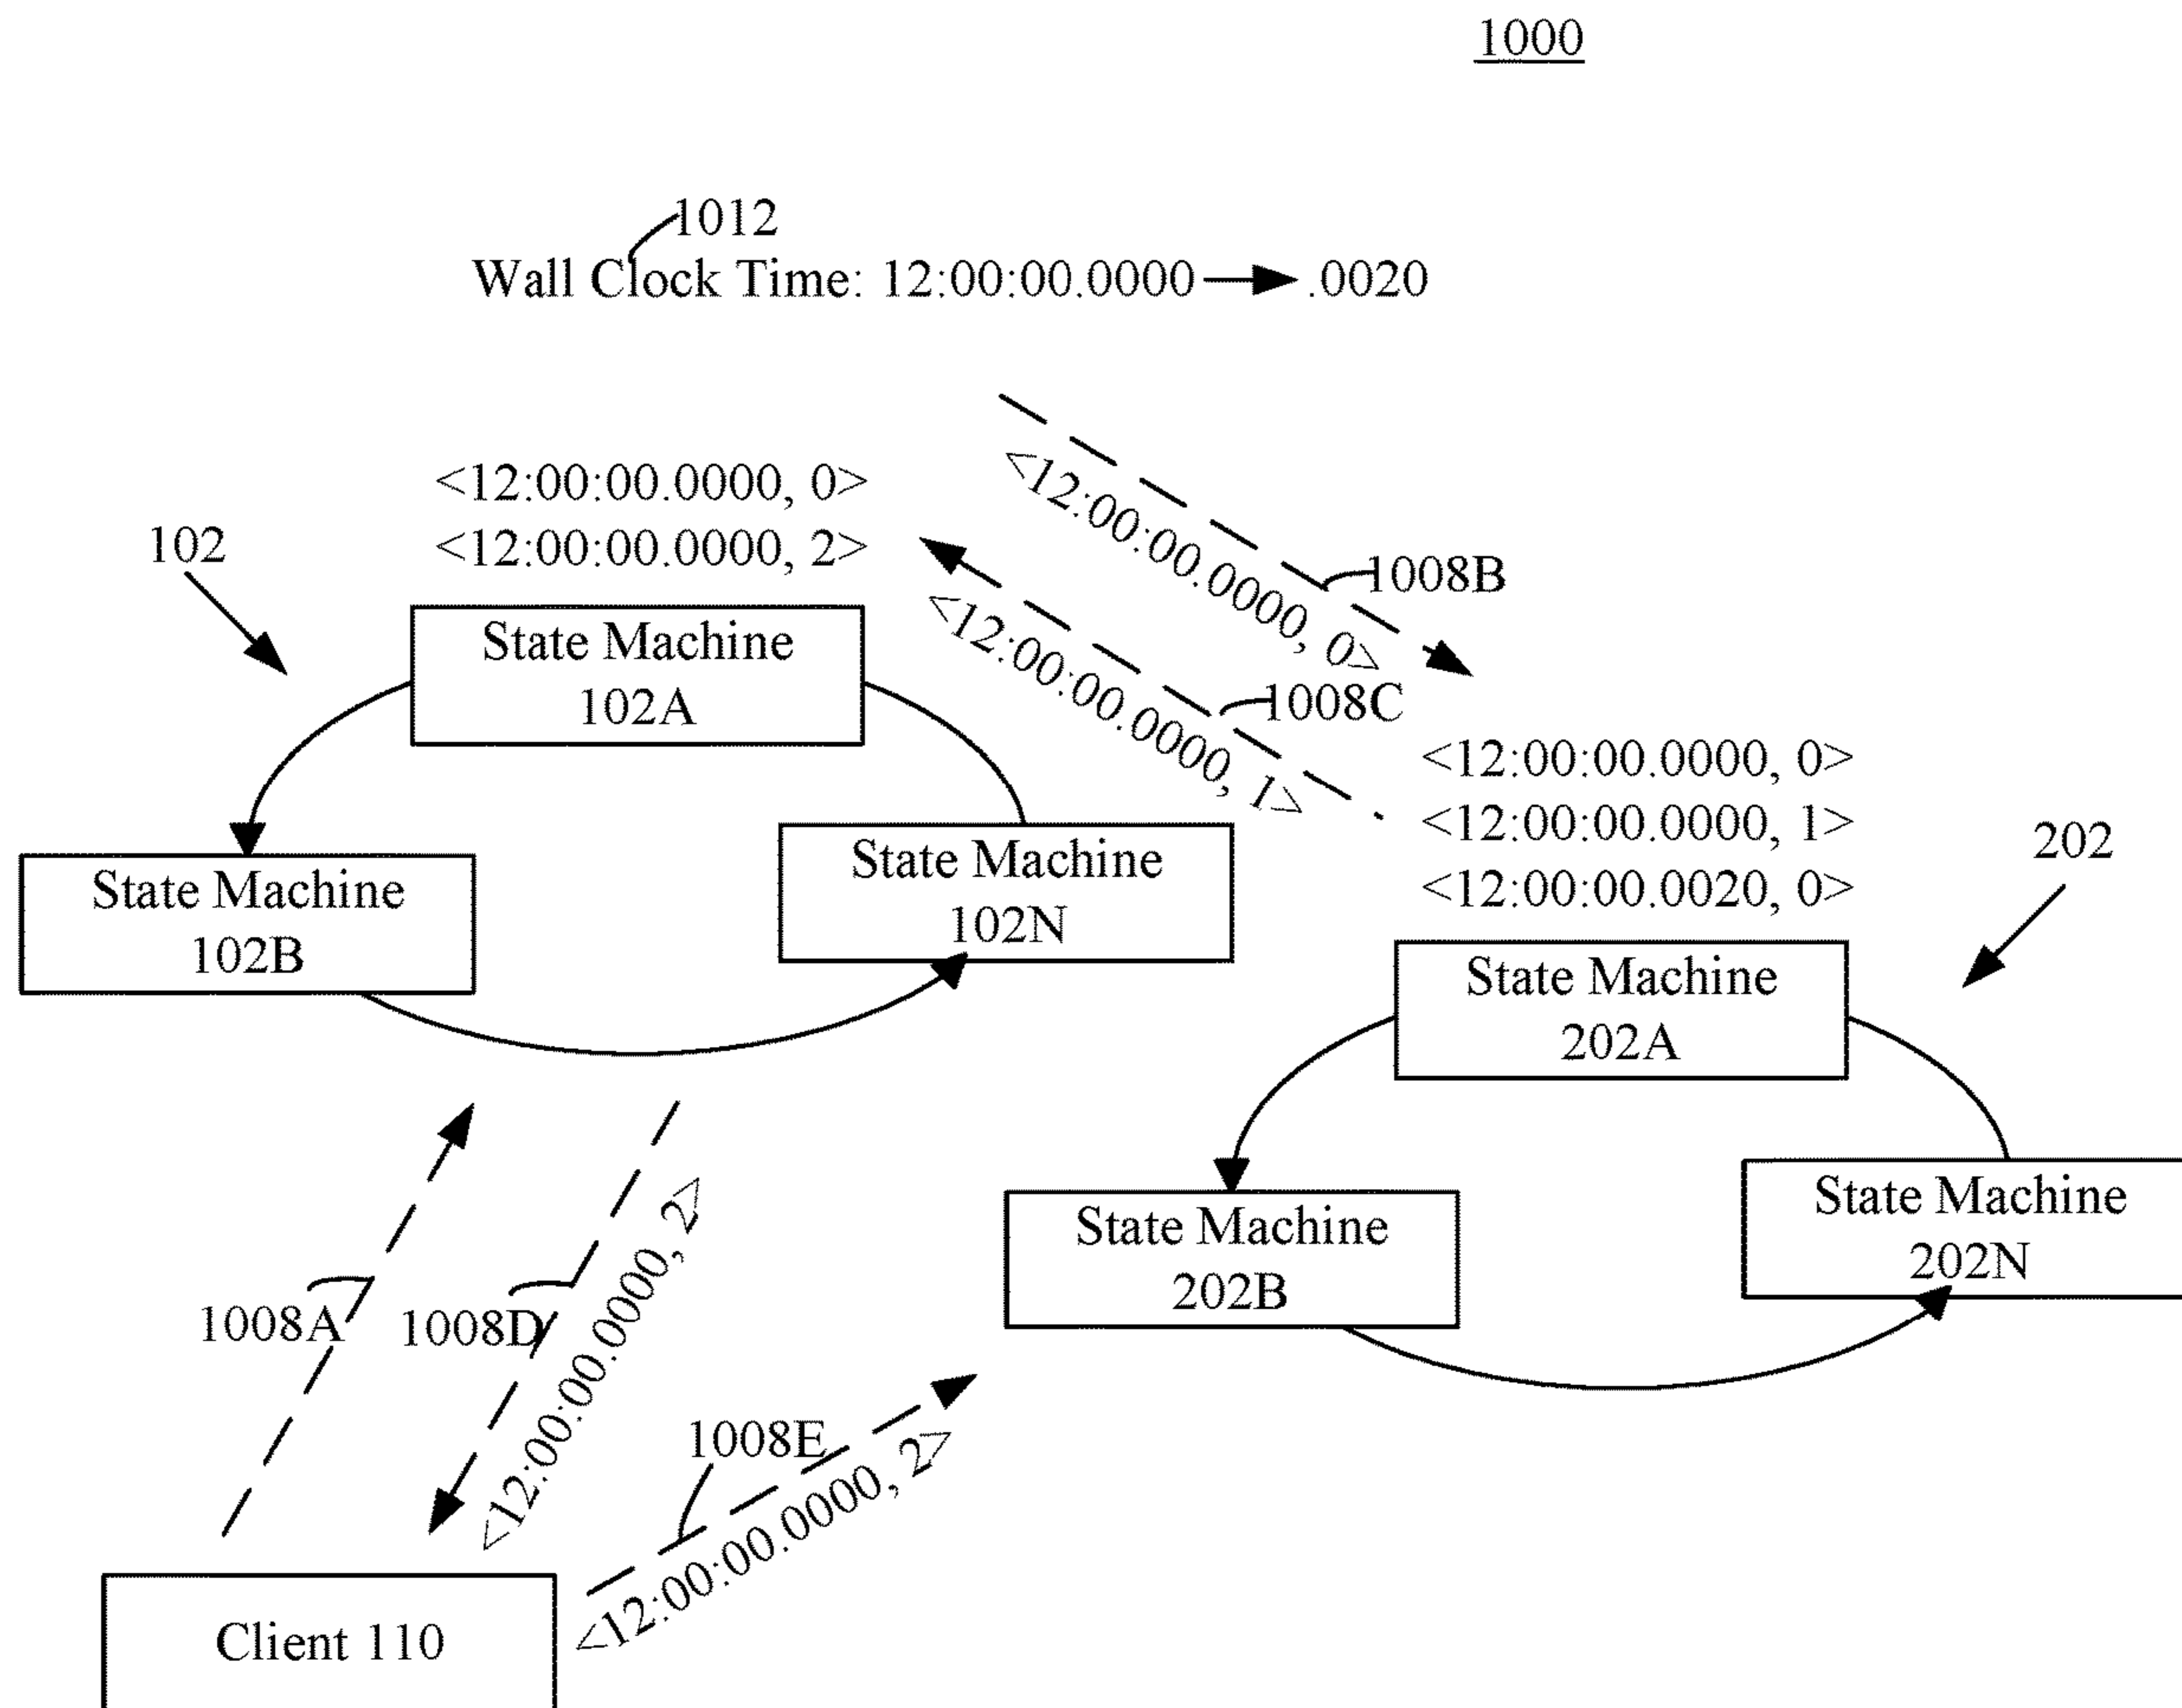 1000
1012
Wall Clock Time: 12:00:00.0000 .0020
<12:00:00.0000, 0>
<12:00:00.0000, 2>
102
<12:00:00.0000, 0>
1008B
<12:00:00.0000, 1>
1008C
State Machine
102A
<12:00:00.0000, 0>
<12:00:00.0000, 1>
<12:00:00.0020, 0>
202
State Machine
102B
State Machine
102N
State Machine
202A
State Machine
202B
State Machine
202N
1008A
1008D
<12:00:00.0000, 2>
1008E
<12:00:00.0000, 2>
Client 110